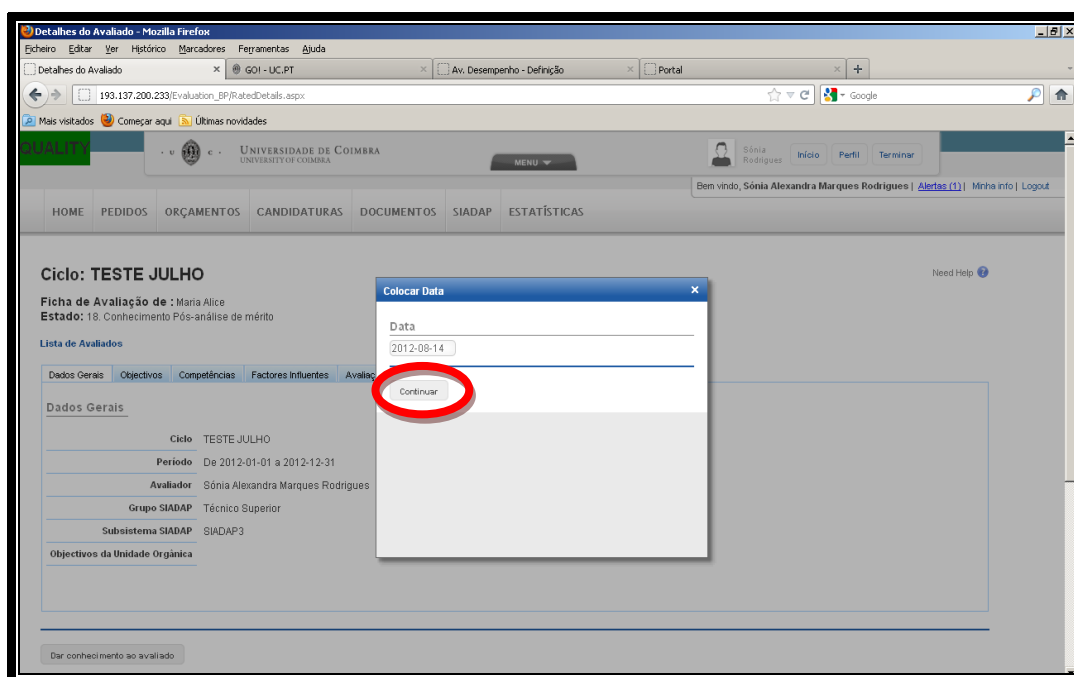 Detalhes do Avaliado - Mozilla Firefox
Ficheiro Editar Ver Histórico Marcadores Ferramentas Ajuda
Detalhes do Avaliado × GO! - UC.PT × Av. Desempenho - Definição × Portal × +
193.137.200.233/Evaluation_BP/RatedDetails.aspx Google
Mais visitados Começar aqui Últimas novidades
QUALITY
· U C · UNIVERSIDADE DE COIMBRA
UNIVERSITY OF COIMBRA
MENU
Sónia
Rodrigues
Início Perfil Terminar
Bem vindo, Sónia Alexandra Marques Rodrigues | Alertas (1) | Minha info | Logout
HOME PEDIDOS ORÇAMENTOS CANDIDATURAS DOCUMENTOS SIADAP ESTATÍSTICAS
Ciclo: TESTE JULHO
Need Help
Ficha de Avaliação de : Maria Alice
Estado: 18. Conhecimento Pós-análise de mérito
Lista de Avaliados
Dados Gerais Objectivos Competências Factores Influentes Avaliaç
Dados Gerais
Ciclo TESTE JULHO
Período De 2012-01-01 a 2012-12-31
Avaliador Sónia Alexandra Marques Rodrigues
Grupo SIADAP Técnico Superior
Subsistema SIADAP SIADAP3
Objectivos da Unidade Orgânica
Colocar Data ×
Data
2012-08-14
Continuar
Dar conhecimento ao avaliado